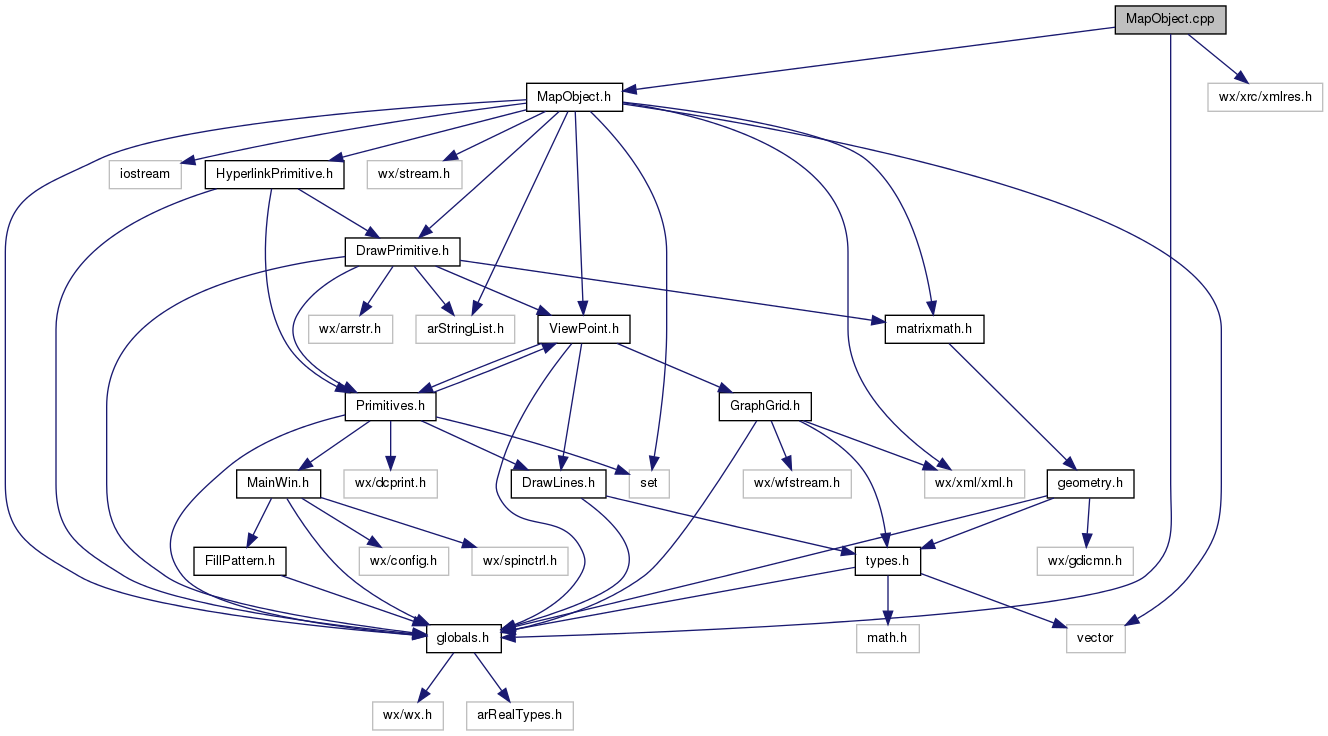 MapObject.cpp
MapObject.h
wx/xrc/xmlres.h
iostream
HyperlinkPrimitive.h
wx/stream.h
DrawPrimitive.h
wx/arrstr.h
arStringList.h
ViewPoint.h
matrixmath.h
Primitives.h
GraphGrid.h
MainWin.h
wx/dcprint.h
DrawLines.h
set
wx/wfstream.h
wx/xml/xml.h
geometry.h
FillPattern.h
wx/config.h
wx/spinctrl.h
types.h
wx/gdicmn.h
globals.h
math.h
vector
wx/wx.h
arRealTypes.h